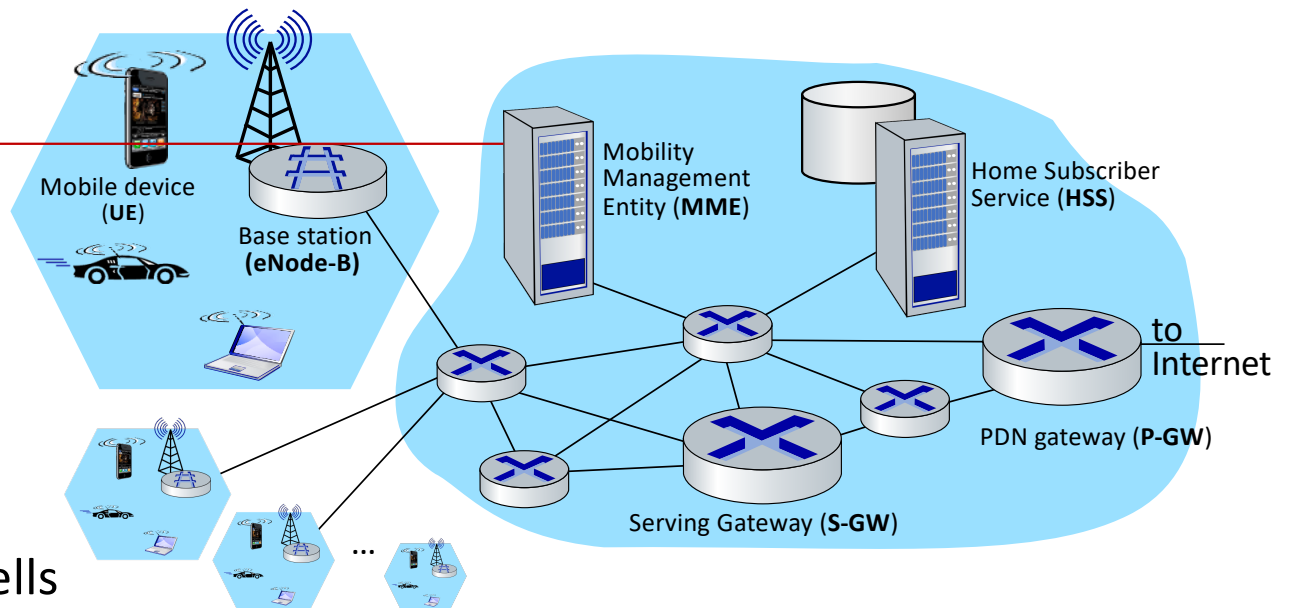 Mobile device
(UE)
Base station
(eNode-B)
Mobility
Management
Entity (MME)
Home Subscriber
Service (HSS)
to
Internet
PDN gateway (P-GW)
Serving Gateway (S-GW)
...
ells